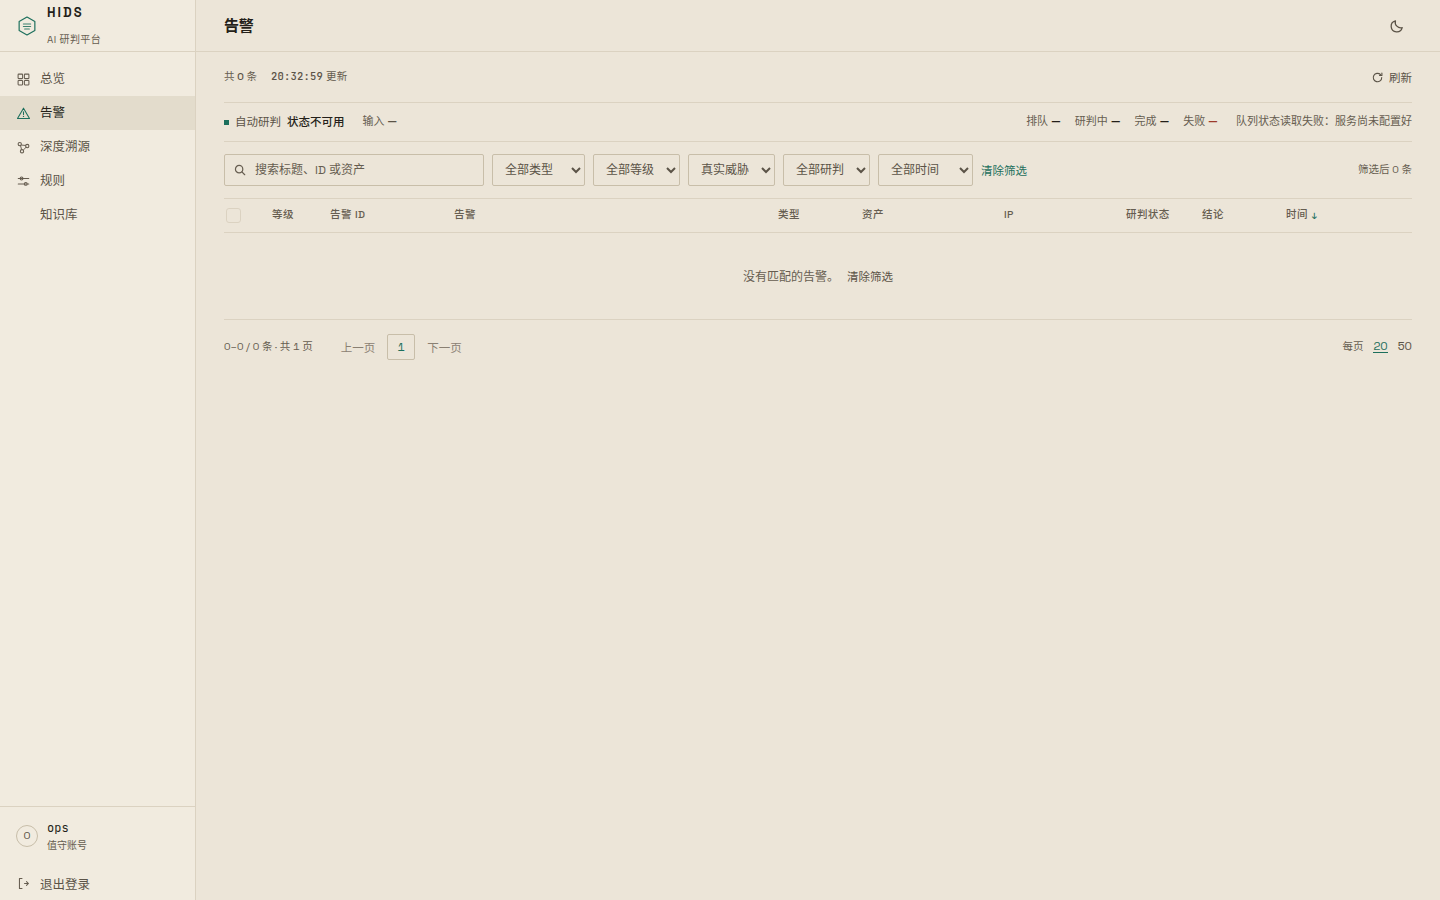 HIDS
AI 研判平台
总览
告警
深度溯源
规则
知识库
ops
O
值守账号
退出登录
告警
共 0 条 20:32:59 更新
刷新
自动研判 状态不可用 输入 —
排队 — 研判中 — 完成 — 失败 — 队列状态读取失败：服务尚未配置好
搜索标题、ID 或资产 全部类型 全部等级 真实威胁 全部研判 全部时间 清除筛选 筛选后 0 条
等级 告警 ID 告警 类型 资产 IP 研判状态 结论 时间 ↓
没有匹配的告警。 清除筛选
0–0 / 0 条 · 共 1 页 上一页 1 下一页 每页 20 50